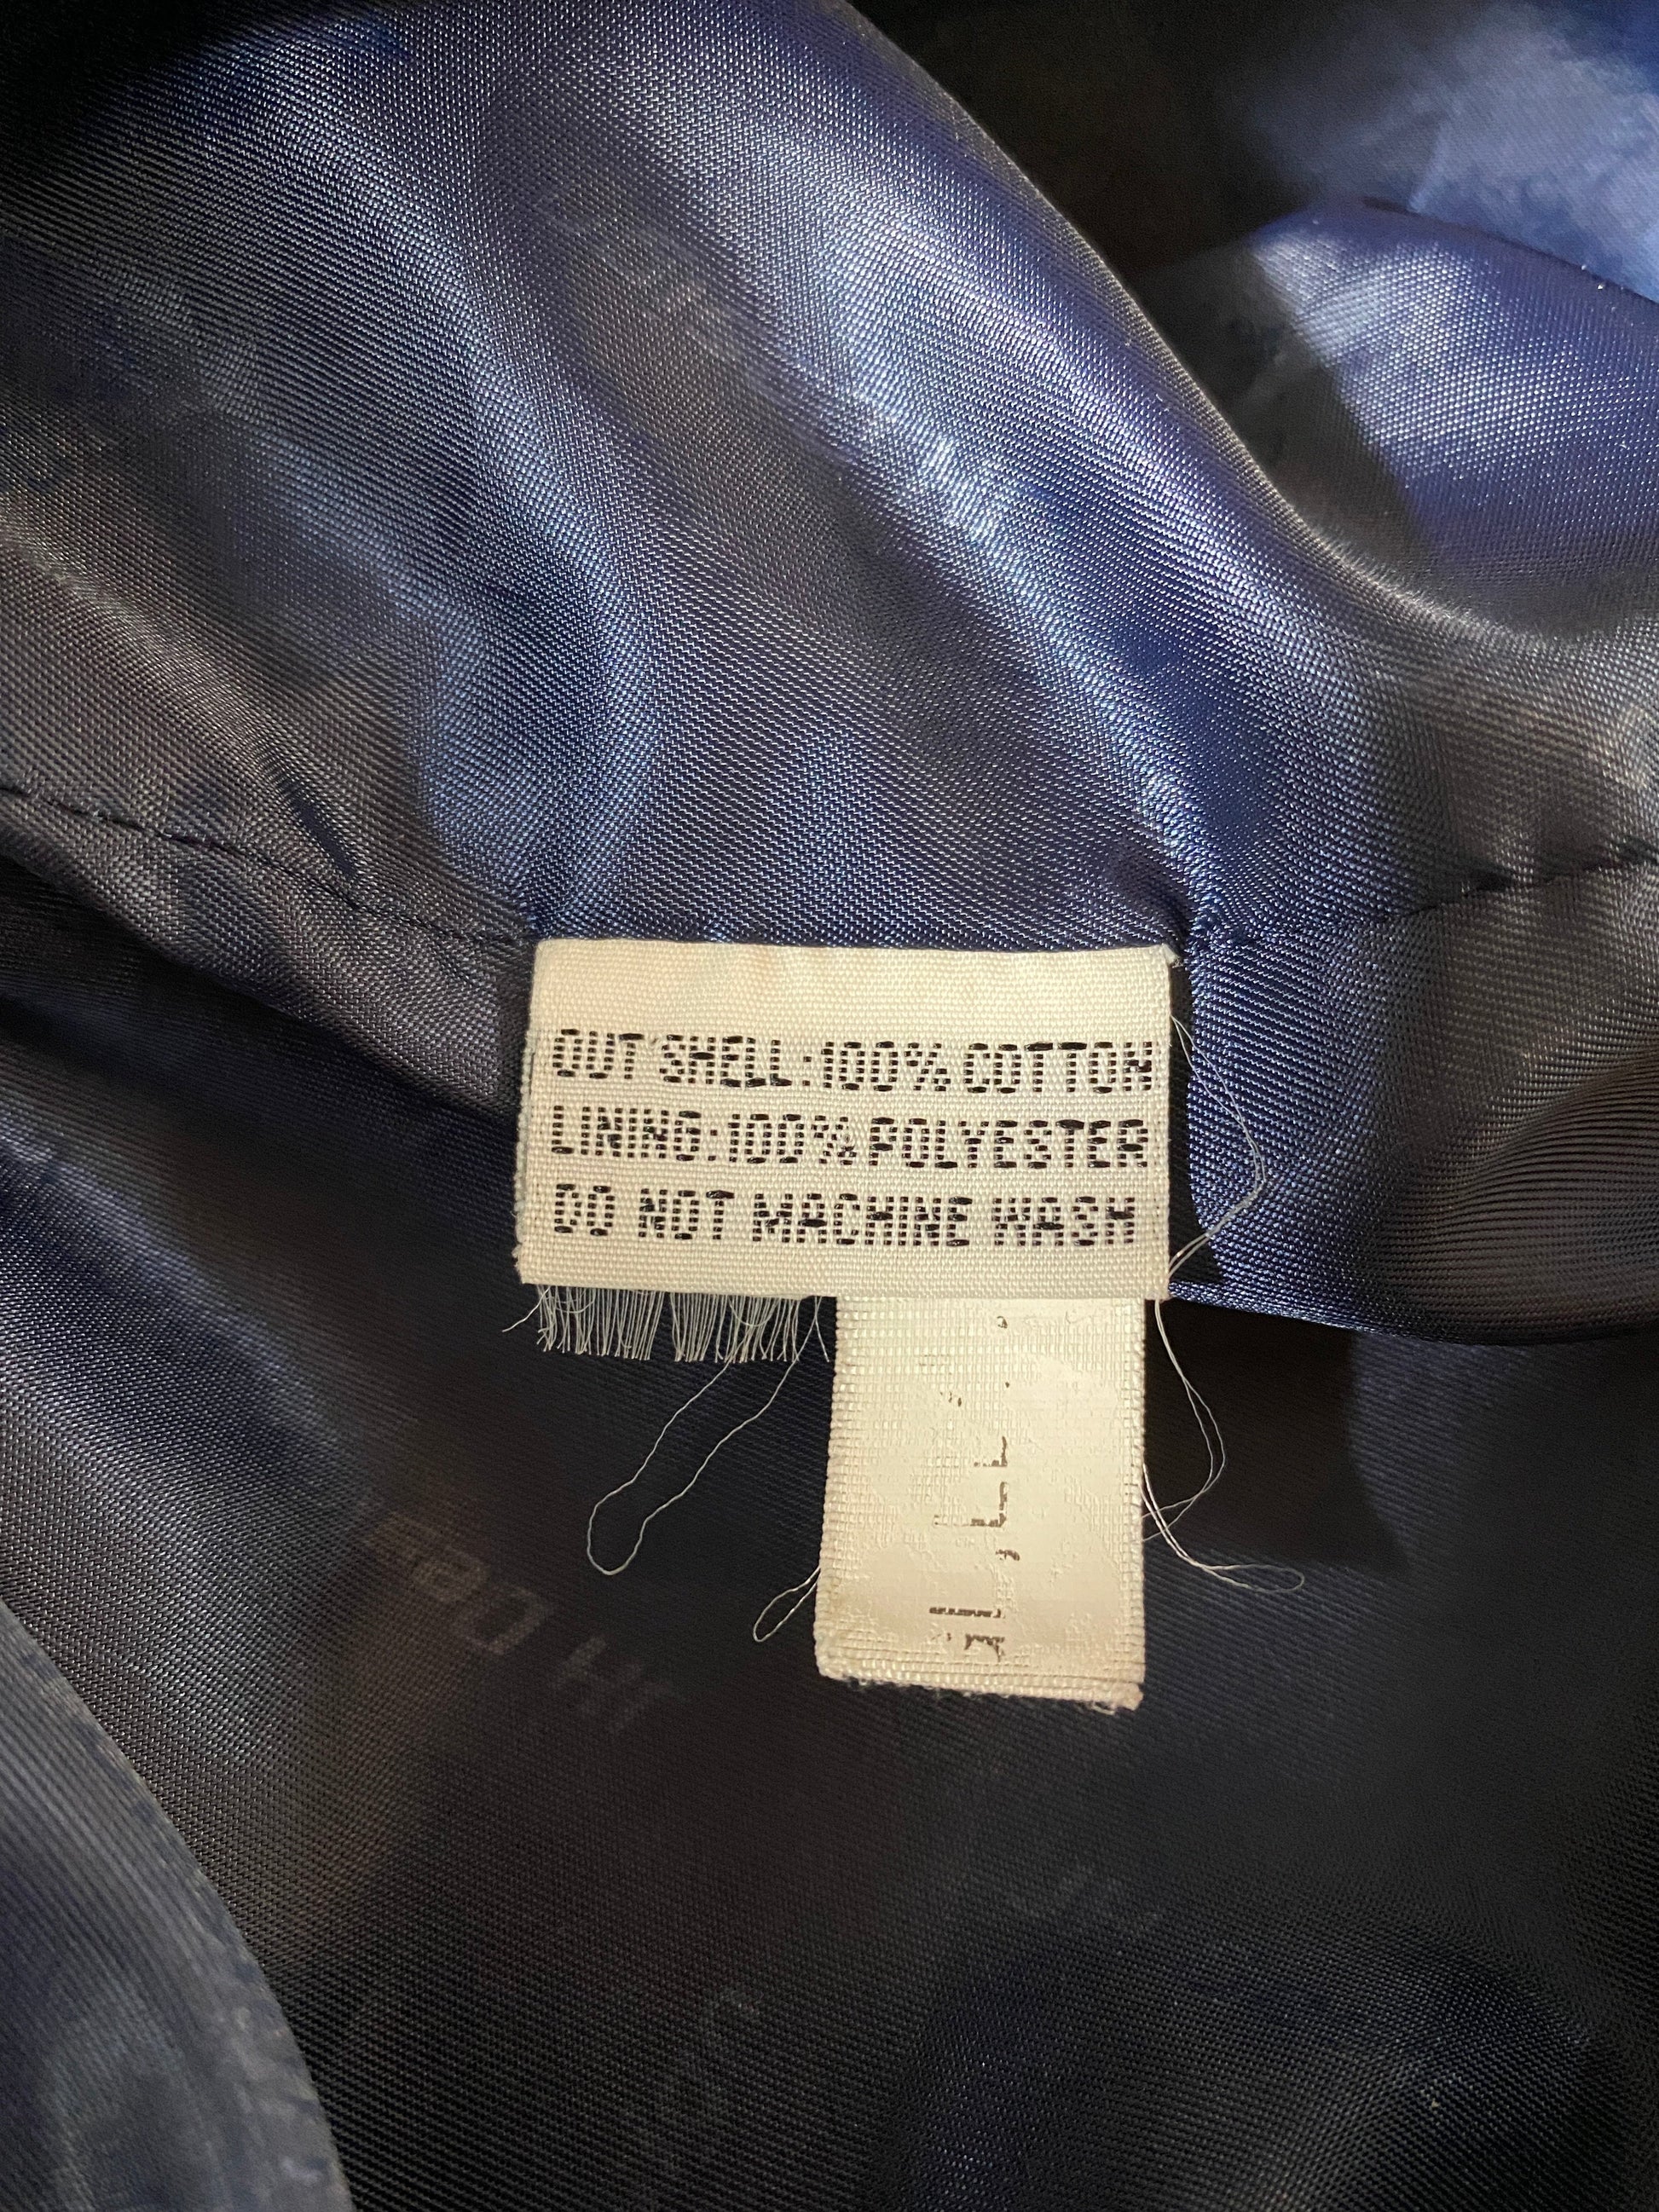 OUT'SHELL:100% COTTON
LINING:100% POLYESTER
DO NOT MACHINE WASH